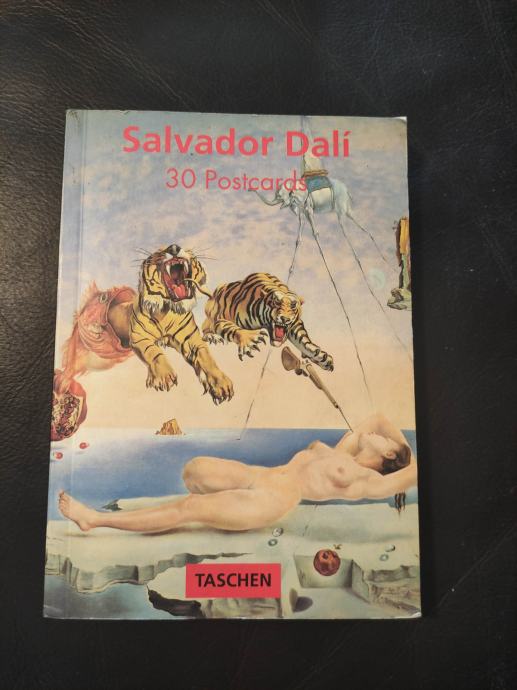 Salvador Dalí
30 Postcards
TASCHEN